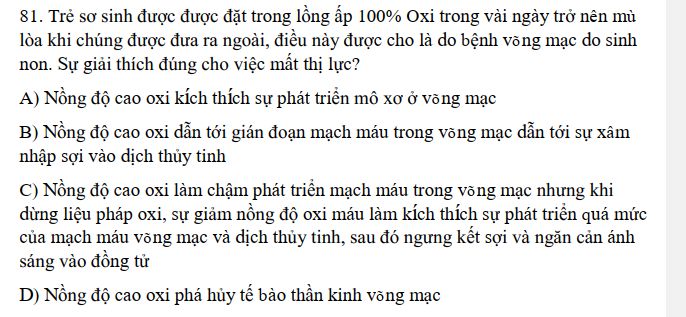 81. Trẻ sơ sinh được được đặt trong lồng ấp 100% Oxi trong vài ngày trở nên mù
lòa khi chúng được đưa ra ngoài, điều này được cho là do bệnh võng mạc do sinh
non. Sự giải thích đúng cho việc mất thị lực?
A) Nồng độ cao oxi kích thích sự phát triển mô xơ ở võng mạc
B) Nồng độ cao oxi dẫn tới gián đoạn mạch máu trong võng mạc dẫn tới sự xâm
nhập sợi vào dịch thủy tinh
C) Nồng độ cao oxi làm chậm phát triển mạch máu trong võng mạc nhưng khi
dừng liệu pháp oxi, sự giảm nồng độ oxi máu làm kích thích sự phát triển quá mức
của mạch máu võng mạc và dịch thủy tinh, sau đó ngưng kết sợi và ngăn cản ánh
sáng vào đồng tử
D) Nồng độ cao oxi phá hủy tế bào thần kinh võng mạc